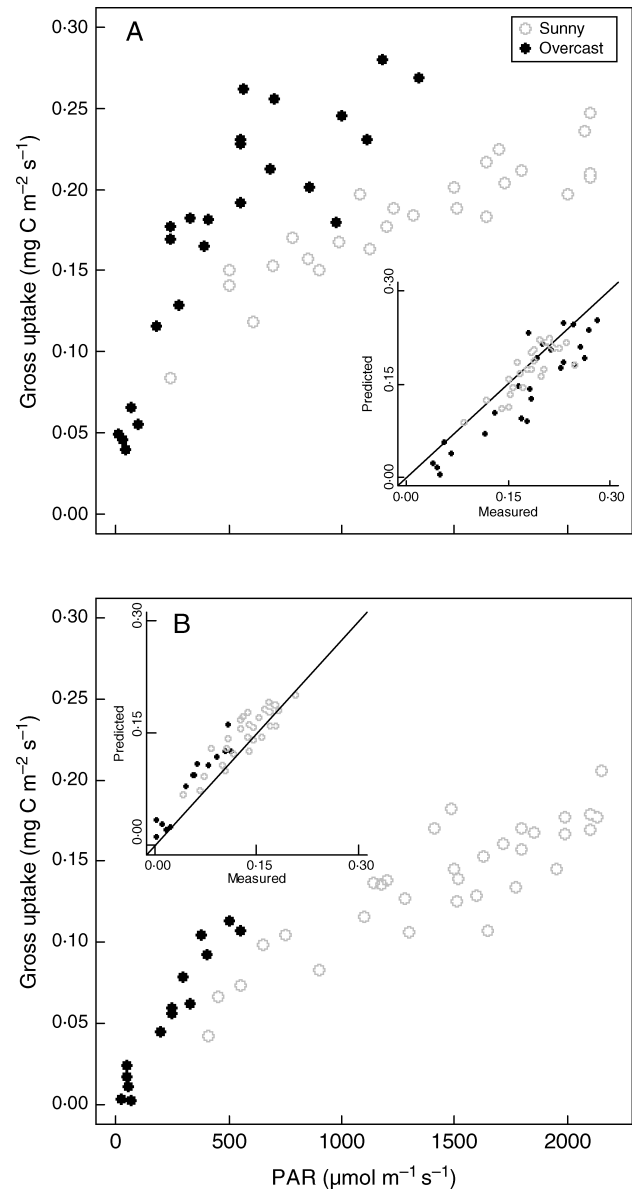 A
Sunny
Overcast
0·30
0·25
0·20
0·15
0·10
0·05
0·00
Gross uptake (mg C m−2 s−1)
0·30
0·15
0·00
Predicted
0·00 0·15 0·30
Measured
B
0·30
0·25
0·20
0·15
0·10
0·05
0·00
Gross uptake (mg C m−2 s−1)
0·30
0·15
0·00
Predicted
0·00 0·15 0·30
Measured
0 500 1000 1500 2000
PAR (µmol m−1 s−1)